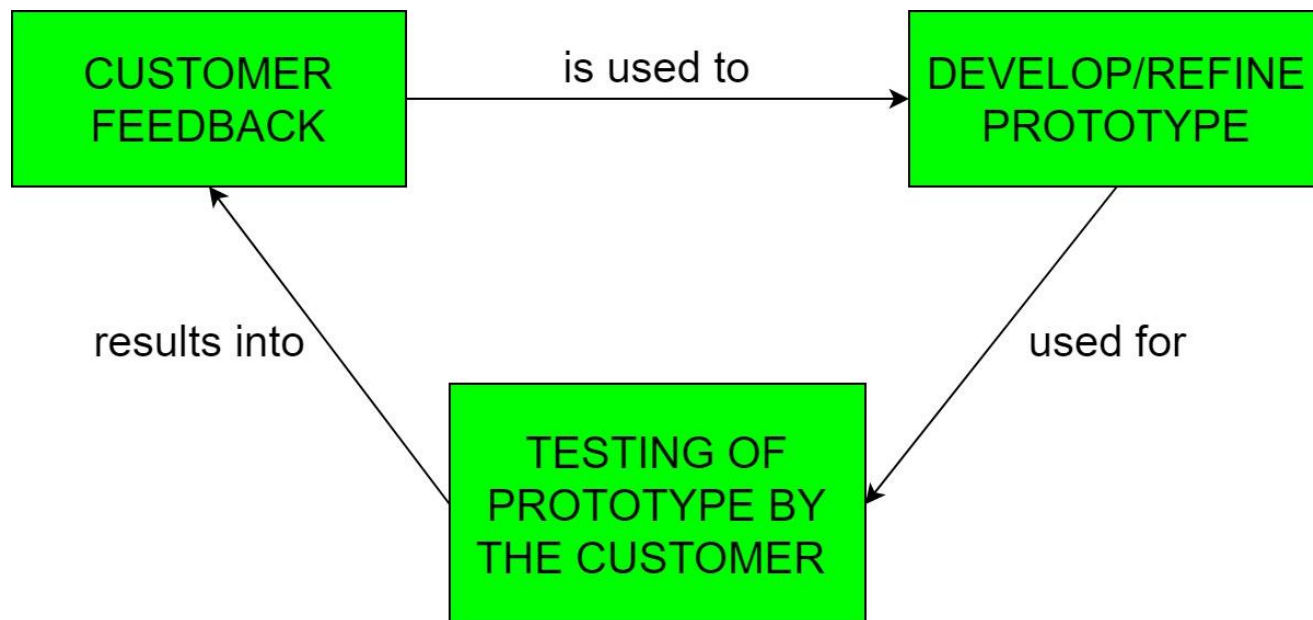 CUSTOMER
FEEDBACK
is used to
DEVELOP/REFINE
PROTOTYPE
results into
used for
TESTING OF
PROTOTYPE BY
THE CUSTOMER